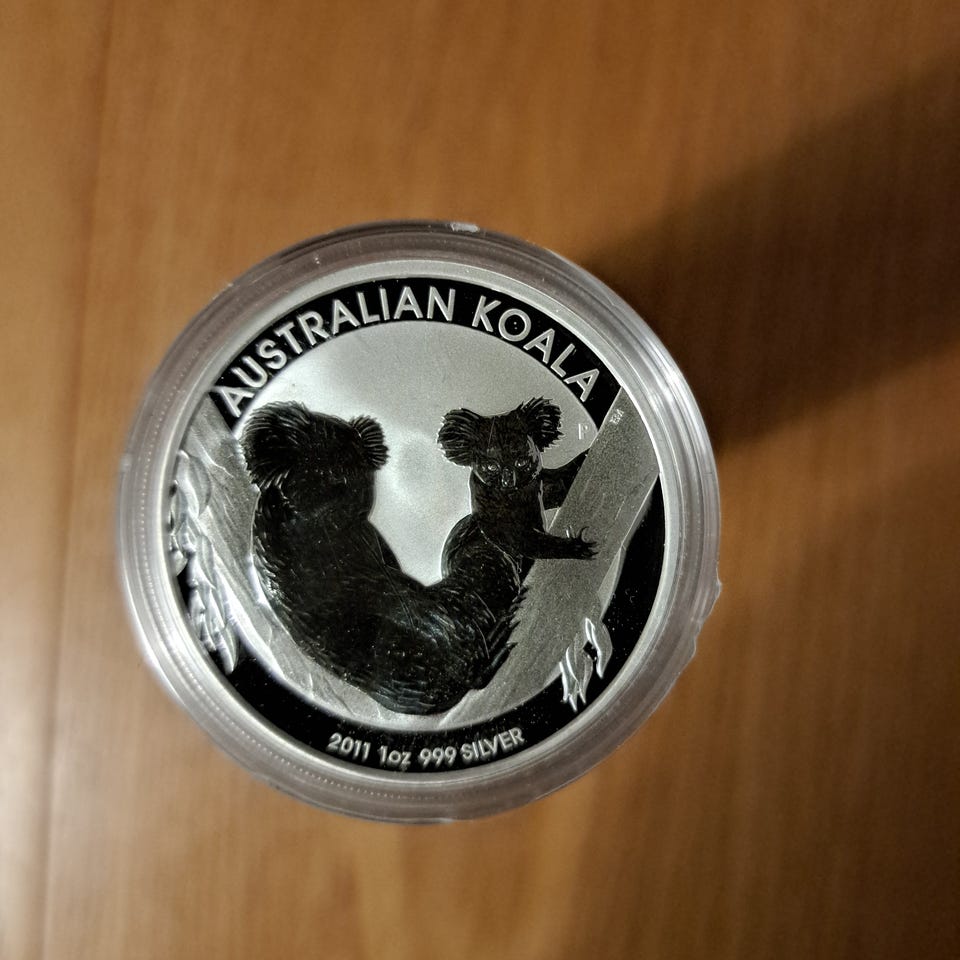 AUSTRALIAN KOALA
P
2011 1oz 999 SILVER